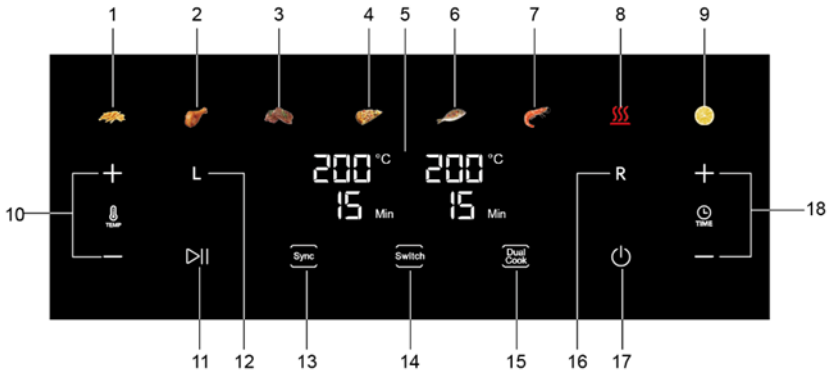 1 2 3 4 5 6 7 8 9
200 °C 200 °C
L R
15 Min 15 Min
10 TEMP TIME 18
Sync Switch Dual
Cook
11 12 13 14 15 16 17